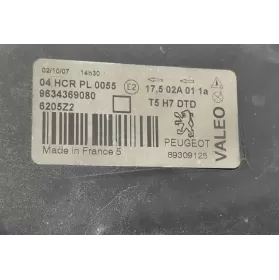 02/10/07 14h30
04 HCR PL 0055 E2 17,5 02A 01 1a
9634369080 T5 H7 DTD
6205Z2
PEUGEOT
Made in France 5 89309126
VALEO